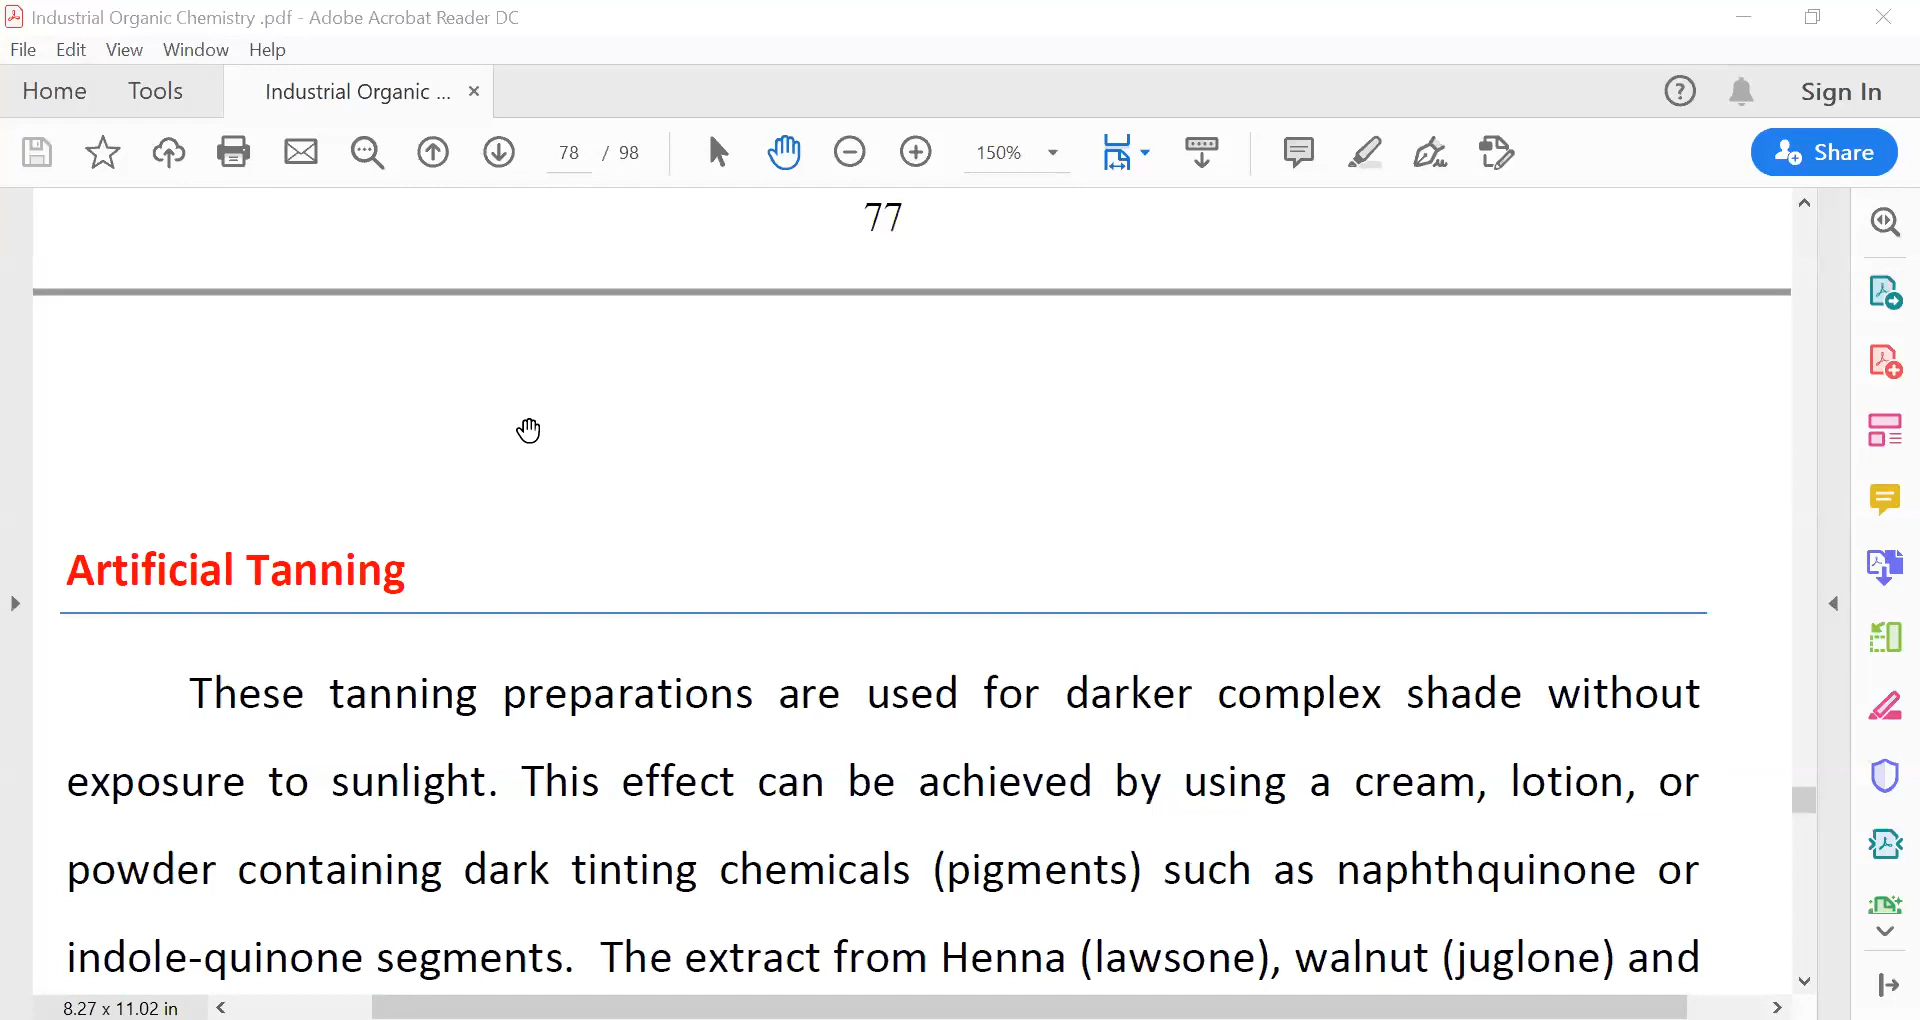 Industrial Organic Chemistry .pdf - Adobe Acrobat Reader DC
File Edit View Window Help
Home Tools Industrial Organic ... × ? Sign In
78 / 98 150% Share
77
Artificial Tanning
These tanning preparations are used for darker complex shade without
exposure to sunlight. This effect can be achieved by using a cream, lotion, or
powder containing dark tinting chemicals (pigments) such as naphthquinone or
indole-quinone segments. The extract from Henna (lawsone), walnut (juglone) and
8.27 x 11.02 in